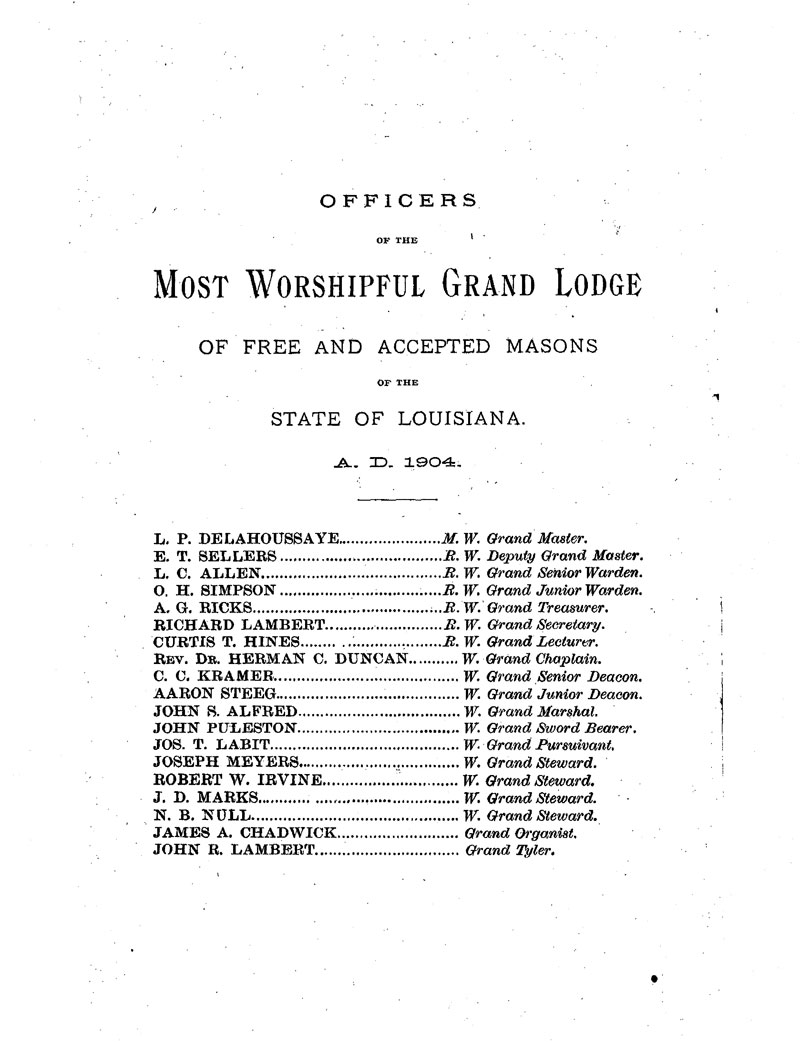 OFFICERS
OF THE
MOST WORSHIPFUL GRAND LODGE
OF FREE AND ACCEPTED MASONS
OF THE
STATE OF LOUISIANA.
A. D. 1904.
L. P. DELAHOUSSAYE......................M. W. Grand Master.
E. T. SELLERS..................................R. W. Deputy Grand Master.
L. C. ALLEN......................................R. W. Grand Senior Warden.
O. H. SIMPSON..................................R. W. Grand Junior Warden.
A. G. RICKS........................................R. W. Grand Treasurer.
RICHARD LAMBERT.........................R. W. Grand Secretary.
CURTIS T. HINES..............................R. W. Grand Lecturer.
REV. DR. HERMAN C. DUNCAN.......... W. Grand Chaplain.
C. C. KRAMER........................................ W. Grand Senior Deacon.
AARON STEEG........................................ W. Grand Junior Deacon.
JOHN S. ALFRED................................... W. Grand Marshal.
JOHN PULESTON................................... W. Grand Sword Bearer.
JOS. T. LABIT......................................... W. Grand Pursuivant.
JOSEPH MEYERS................................... W. Grand Steward.
ROBERT W. IRVINE............................. W. Grand Steward.
J. D. MARKS............................................ W. Grand Steward.
N. B. NULL............................................. W. Grand Steward.
JAMES A. CHADWICK........................... Grand Organist.
JOHN R. LAMBERT............................... Grand Tyler.